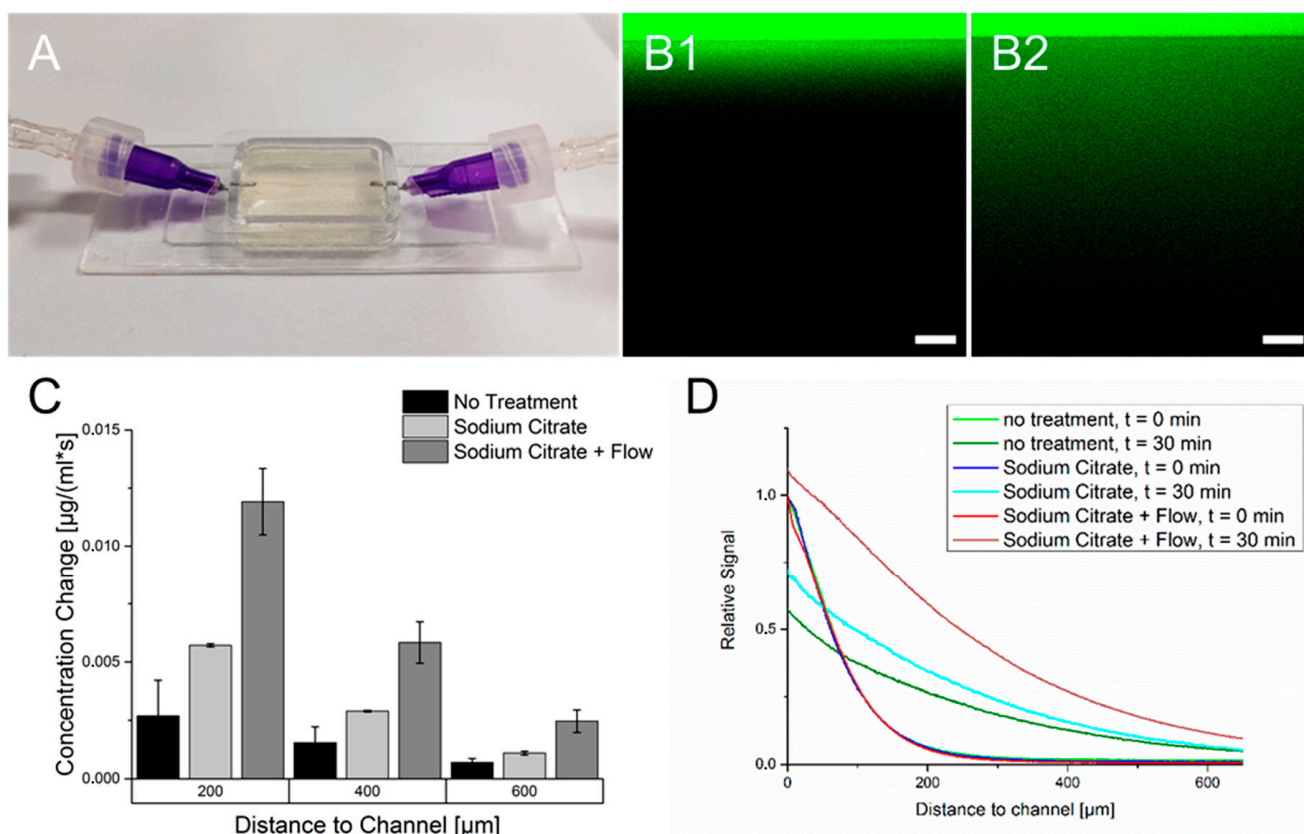 A
B1
B2
C
No Treatment
Sodium Citrate
Sodium Citrate + Flow
Concentration Change [µg/(ml*s]
0.015
0.010
0.005
0.000
200
400
600
Distance to Channel [µm]
D
no treatment, t = 0 min
no treatment, t = 30 min
Sodium Citrate, t = 0 min
Sodium Citrate, t = 30 min
Sodium Citrate + Flow, t = 0 min
Sodium Citrate + Flow, t = 30 min
Relative Signal
1.0
0.5
0.0
0
200
400
600
Distance to channel [µm]